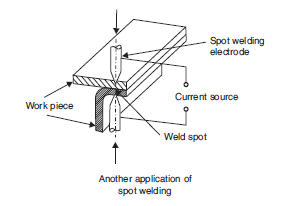 Spot welding
electrode
Current source
Work piece
Weld spot
Another application of
spot welding